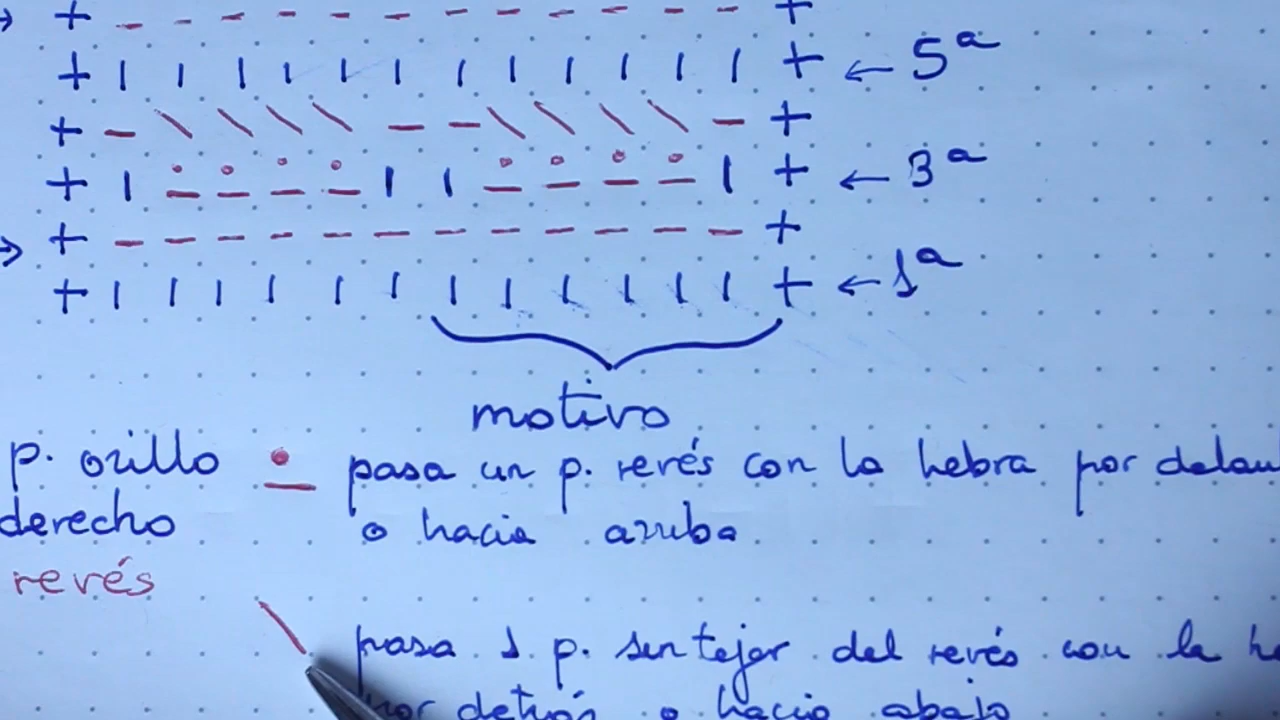 → + - - - - - - - - - - - - +
+ | | | | | | | | | | | | + ← 5ª
+ - \ \ \ \ - - \ \ \ \ - +
+ | •̲ •̲ •̲ •̲ | | •̲ •̲ •̲ •̲ | + ← 3ª
→ + - - - - - - - - - - - - +
+ | | | | | | | | | | | | + ← 1ª
motivo
p. orillo •̲ pasa un p. revés con la hebra por delan
derecho o hacia arriba
revés
\ pasa 1 p. sin tejer del revés con la he
por detrás o hacia abajo